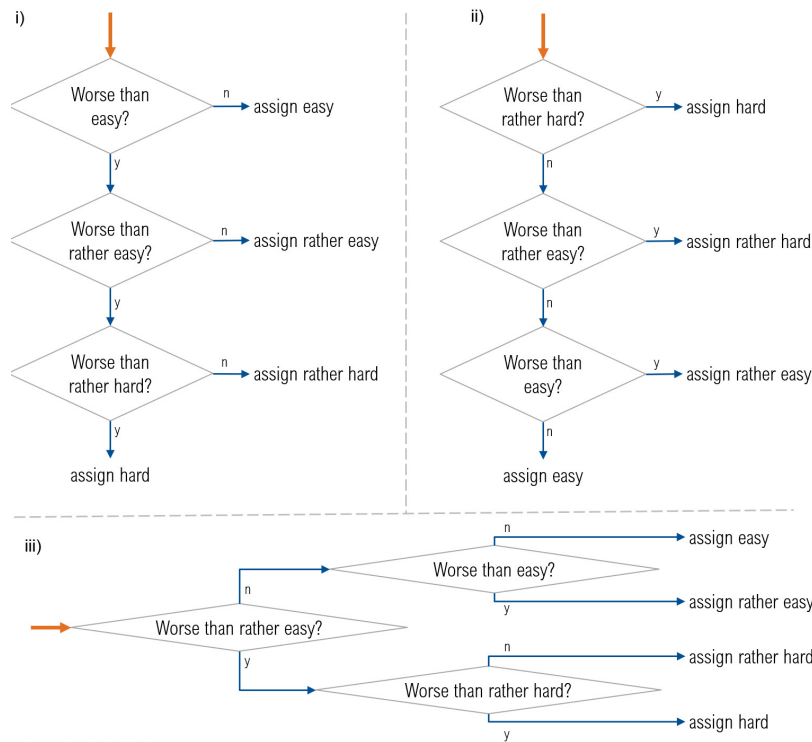 i)
Worse than
easy?
n
assign easy
y
Worse than
rather easy?
n
assign rather easy
y
Worse than
rather hard?
n
assign rather hard
y
assign hard
ii)
Worse than
rather hard?
y
assign hard
n
Worse than
rather easy?
y
assign rather hard
n
Worse than
easy?
y
assign rather easy
n
assign easy
iii)
Worse than rather easy?
n
Worse than easy?
n
assign easy
y
assign rather easy
y
Worse than rather hard?
n
assign rather hard
y
assign hard